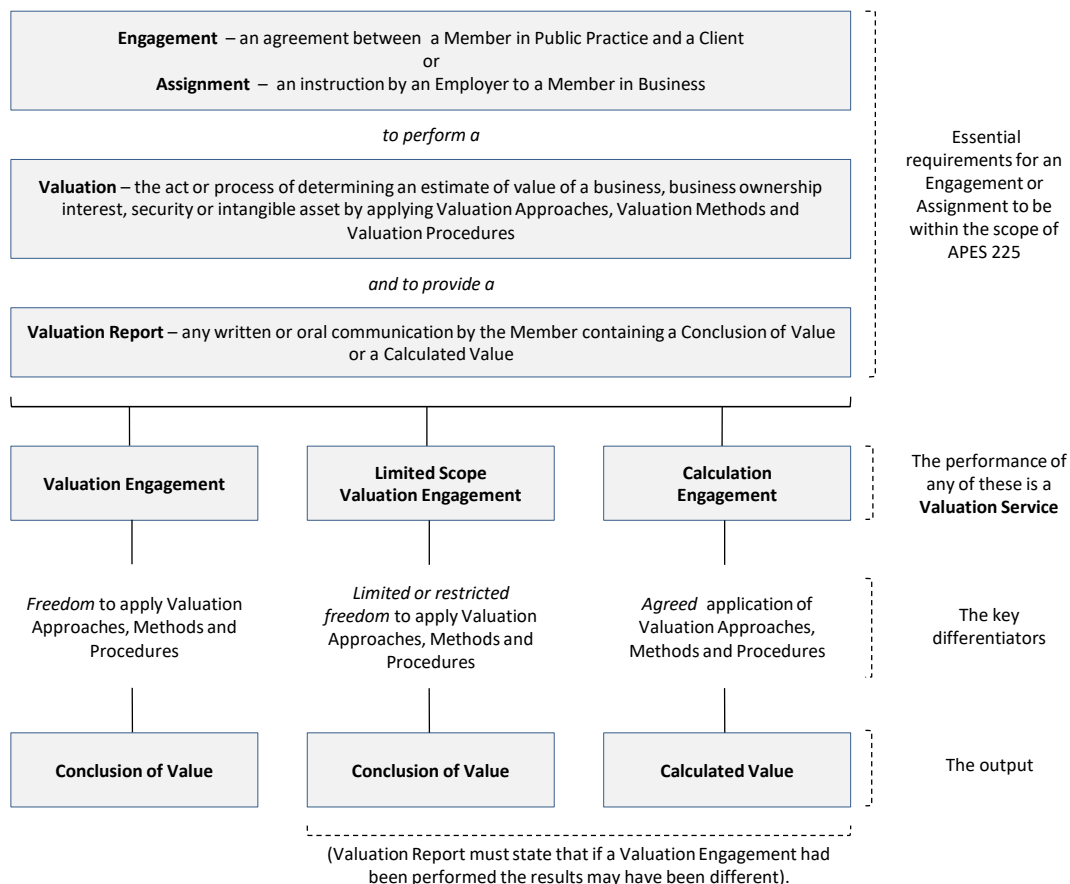 Engagement – an agreement between a Member in Public Practice and a Client
or
Assignment – an instruction by an Employer to a Member in Business
to perform a
Valuation – the act or process of determining an estimate of value of a business, business ownership
interest, security or intangible asset by applying Valuation Approaches, Valuation Methods and
Valuation Procedures
and to provide a
Valuation Report – any written or oral communication by the Member containing a Conclusion of Value
or a Calculated Value
Essential
requirements for an
Engagement or
Assignment to be
within the scope of
APES 225
Valuation Engagement
Limited Scope
Valuation Engagement
Calculation
Engagement
The performance of
any of these is a
Valuation Service
Freedom to apply Valuation
Approaches, Methods and
Procedures
Limited or restricted
freedom to apply Valuation
Approaches, Methods and
Procedures
Agreed application of
Valuation Approaches,
Methods and Procedures
The key
differentiators
Conclusion of Value
Conclusion of Value
Calculated Value
The output
(Valuation Report must state that if a Valuation Engagement had
been performed the results may have been different).